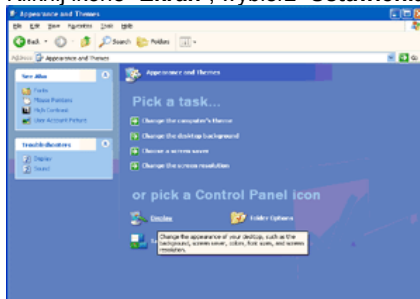 "Ekran", wybierz "Ustawienia
Appearance and Themes
Edit View Favorites Tools Help
Back Search Folders
Address Appearance and Themes Go
See Also
Fonts
Mouse Pointers
High Contrast
User Account Picture
Troubleshooters
Display
Sound
Appearance and Themes
Pick a task...
Change the computer's theme
Change the desktop background
Choose a screen saver
Change the screen resolution
or pick a Control Panel icon
Display Folder Options
Change the appearance of your desktop, such as the
background, screen saver, colors, font sizes, and screen
resolution.